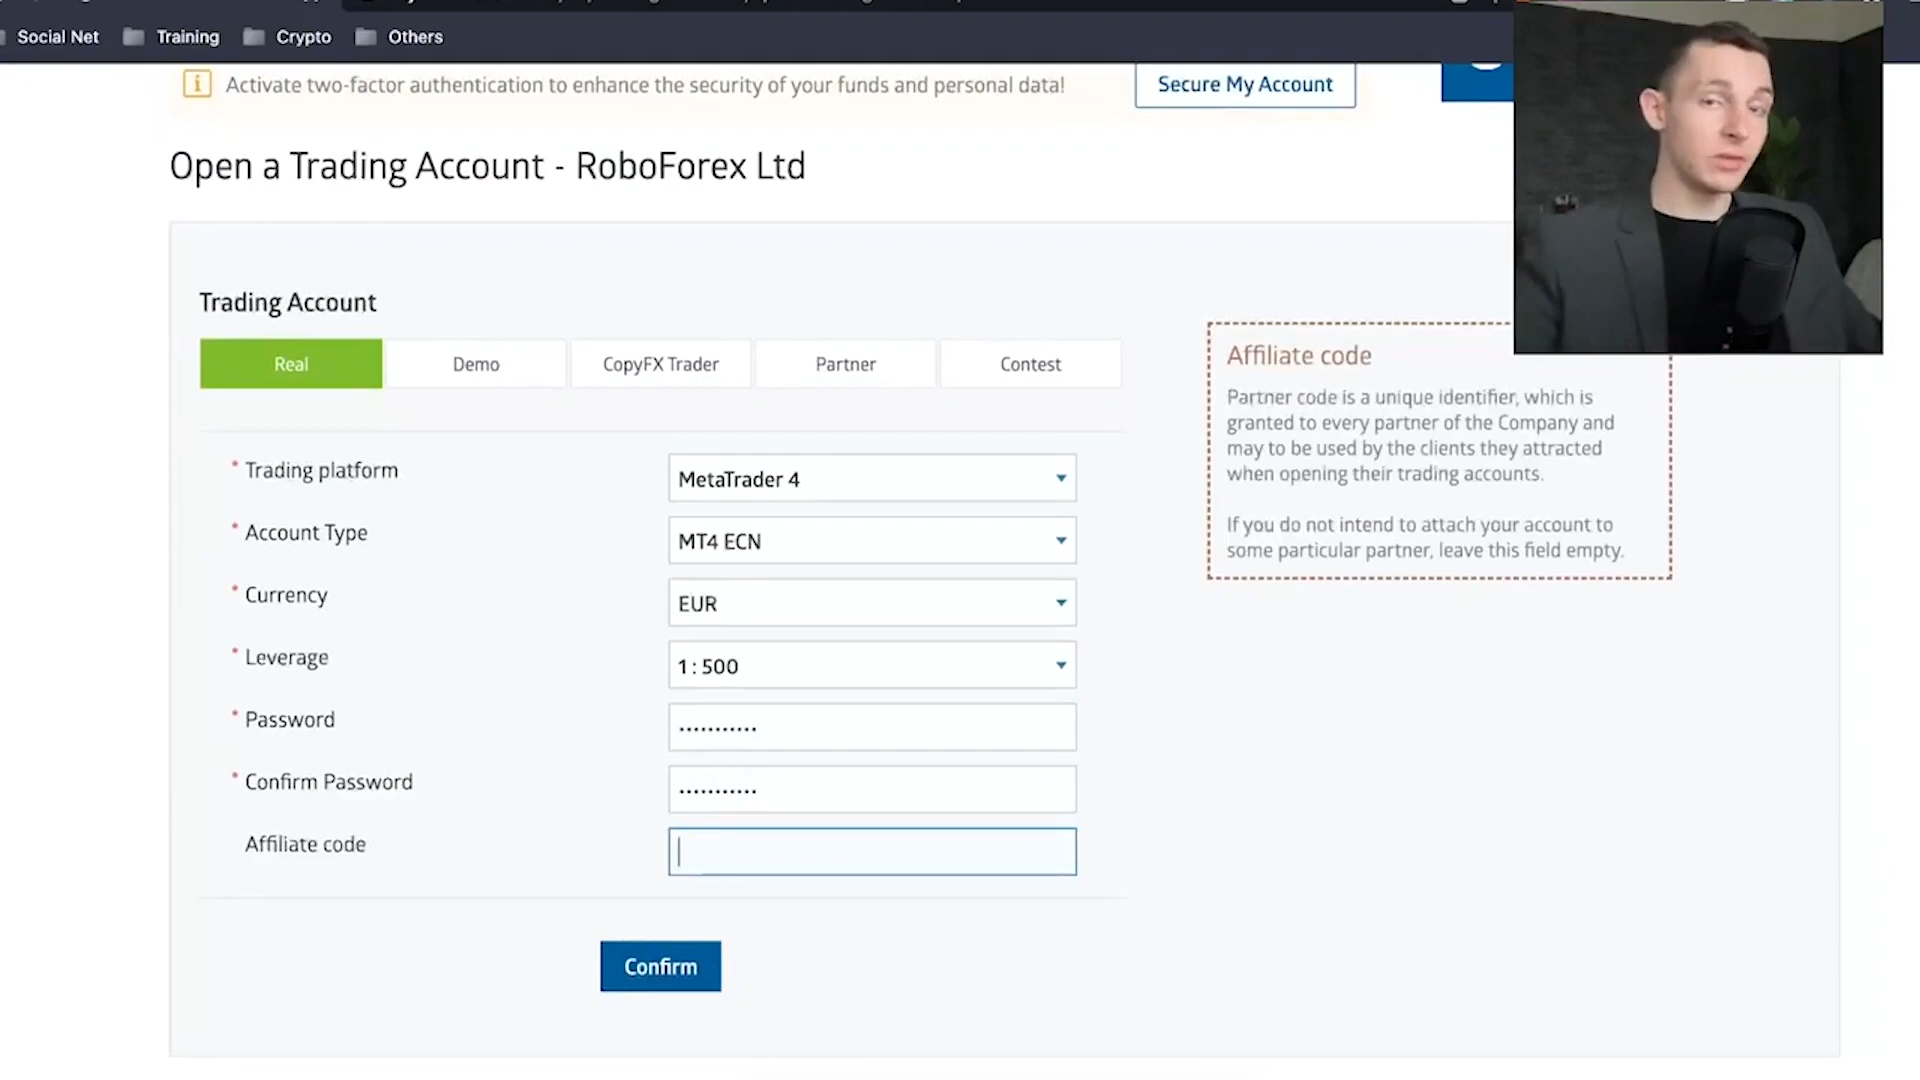 Social Net
Training
Crypto
Others
Activate two-factor authentication to enhance the security of your funds and personal data!
Secure My Account
Open a Trading Account - RoboForex Ltd
Trading Account
Real
Demo
CopyFX Trader
Partner
Contest
* Trading platform
MetaTrader 4
* Account Type
MT4 ECN
* Currency
EUR
* Leverage
1 : 500
* Password
•••••••••••
* Confirm Password
•••••••••••
Affiliate code
Confirm
Affiliate code
Partner code is a unique identifier, which is
granted to every partner of the Company and
may to be used by the clients they attracted
when opening their trading accounts.
If you do not intend to attach your account to
some particular partner, leave this field empty.